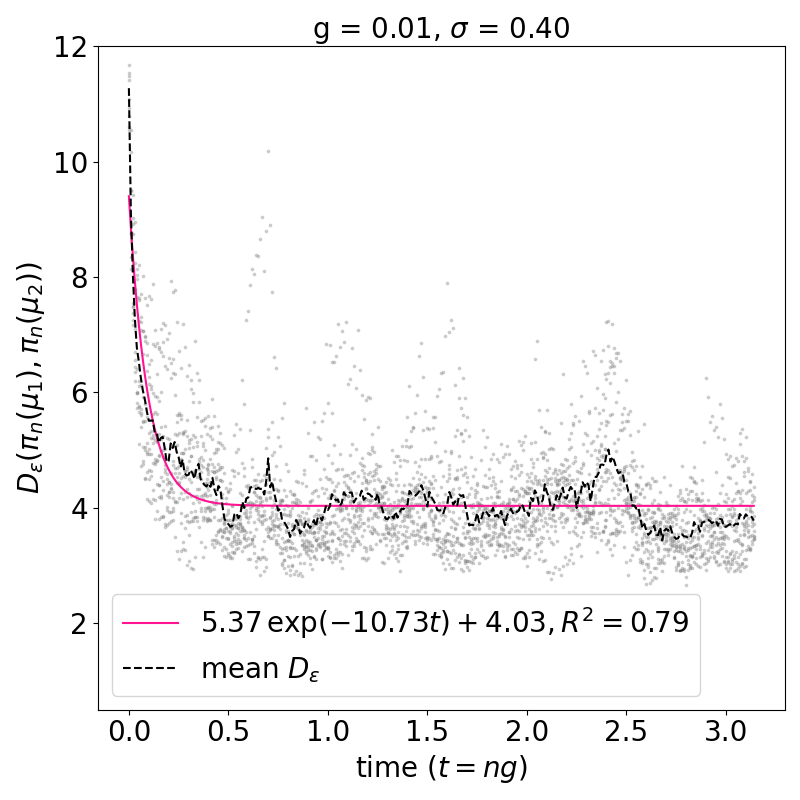 g = 0.01, σ = 0.40
12
10
8
6
4
2
D_ε(π_n(μ_1), π_n(μ_2))
5.37 exp(−10.73t) + 4.03, R² = 0.79
mean D_ε
0.0 0.5 1.0 1.5 2.0 2.5 3.0
time (t = ng)